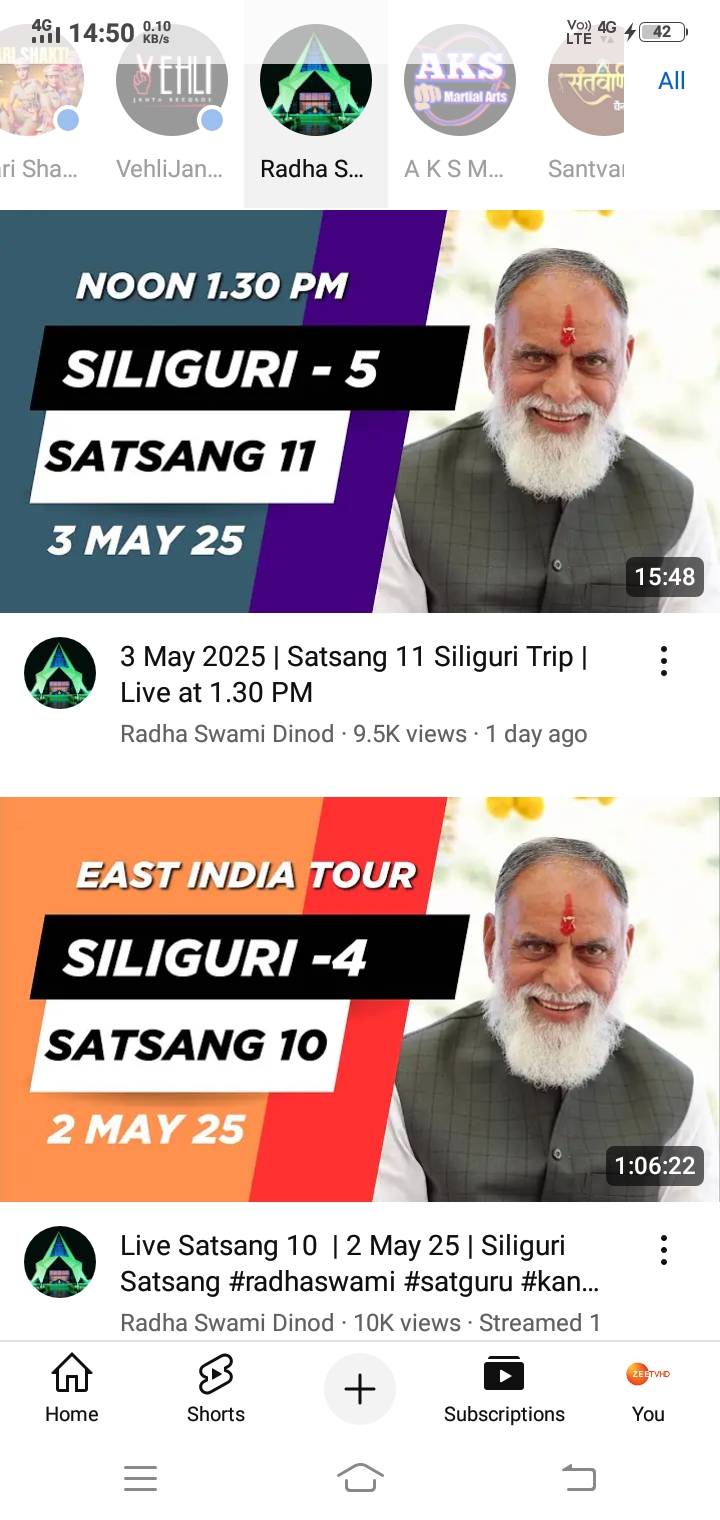 4G 14:50 0.10 KB/s Vo)) LTE 4G 42
ARI SHAKTI
VEHLI
JANTA RECORDS
AKS
Martial Arts
All
ri Sha...
VehliJan...
Radha S...
A K S M...
Santvar
NOON 1.30 PM
SILIGURI - 5
SATSANG 11
3 MAY 25
15:48
3 May 2025 | Satsang 11 Siliguri Trip |
Live at 1.30 PM
Radha Swami Dinod · 9.5K views · 1 day ago
EAST INDIA TOUR
SILIGURI -4
SATSANG 10
2 MAY 25
1:06:22
Live Satsang 10 | 2 May 25 | Siliguri
Satsang #radhaswami #satguru #kan...
Radha Swami Dinod · 10K views · Streamed 1
ZEETVHD
Home
Shorts
Subscriptions
You